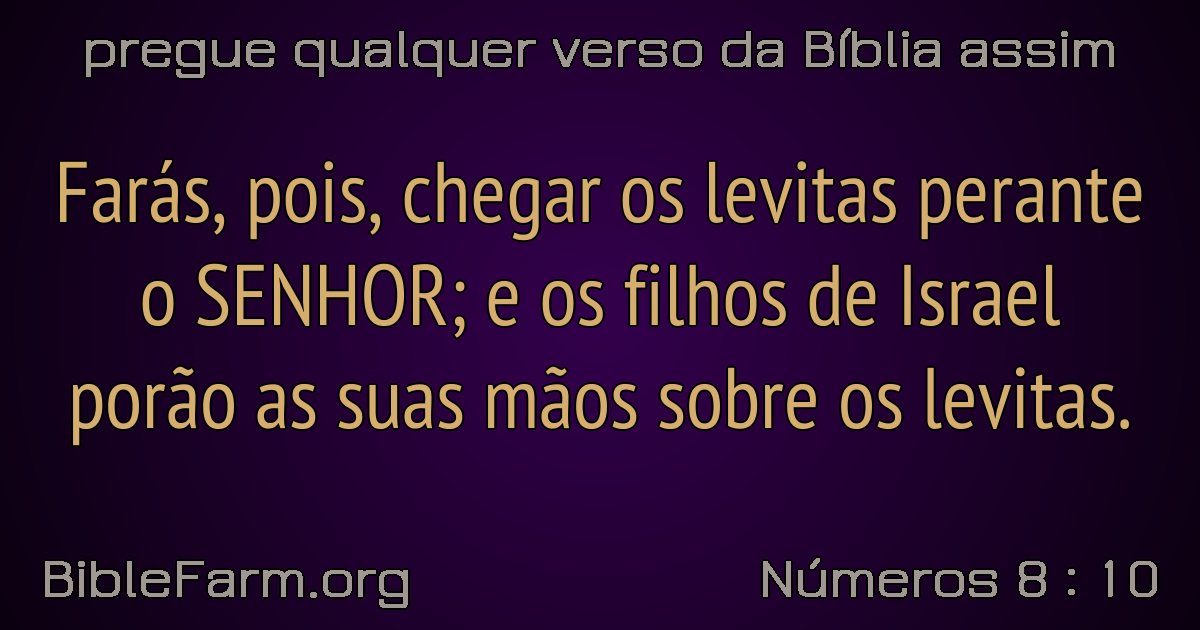 pregue qualquer verso da Bíblia assim
Farás, pois, chegar os levitas perante
o SENHOR; e os filhos de Israel
porão as suas mãos sobre os levitas.
BibleFarm.org
Números 8 : 10